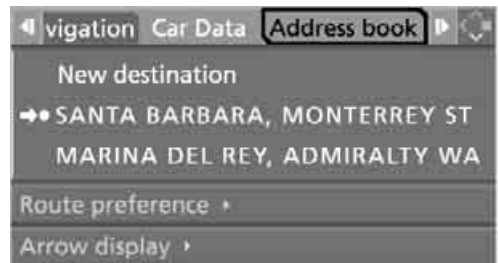 vigation Car Data Address book
New destination
SANTA BARBARA, MONTERREY ST
MARINA DEL REY, ADMIRALTY WA
Route preference
Arrow display